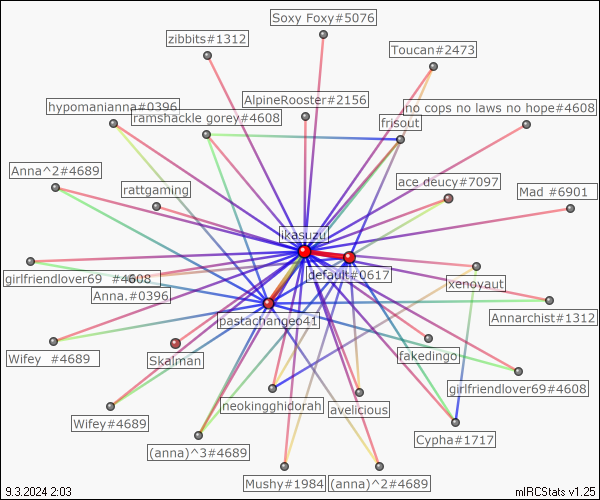 Soxy Foxy#5076
zibbits#1312
Toucan#2473
AlpineRooster#2156
hypomanianna#0396
no cops no laws no hope#4608
ramshackle gorey#4608
frisout
Anna^2#4689
rattgaming
ace deucy#7097
Mad #6901
ikasuzu
default#0617
girlfriendlover69 #4608
xenoyaut
Anna.#0396
pastachangeo41
Annarchist#1312
Wifey #4689
Skalman
fakedingo
girlfriendlover69#4608
neokingghidorah
avelicious
Wifey#4689
Cypha#1717
(anna)^3#4689
Mushy#1984
(anna)^2#4689
9.3.2024 2:03
mIRCStats v1.25